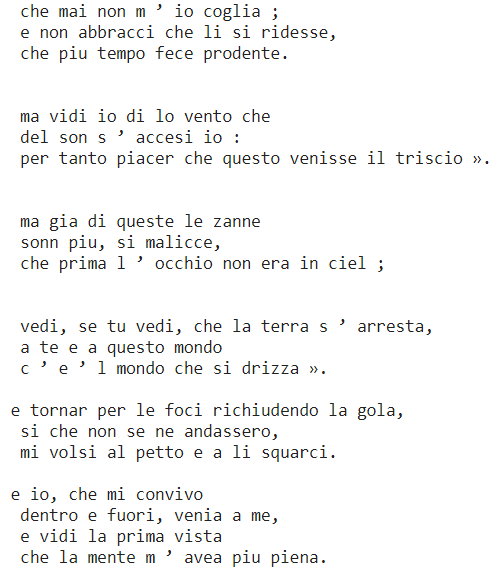 che mai non m ’ io coglia ;
e non abbracci che li si ridesse,
che piu tempo fece prodente.
ma vidi io di lo vento che
del son s ’ accesi io :
per tanto piacer che questo venisse il triscio ».
ma gia di queste le zanne
sonn piu, si malicce,
che prima l ’ occhio non era in ciel ;
vedi, se tu vedi, che la terra s ’ arresta,
a te e a questo mondo
c ’ e ’ l mondo che si drizza ».
e tornar per le foci richiudendo la gola,
si che non se ne andassero,
mi volsi al petto e a li squarci.
e io, che mi convivo
dentro e fuori, venia a me,
e vidi la prima vista
che la mente m ’ avea piu piena.